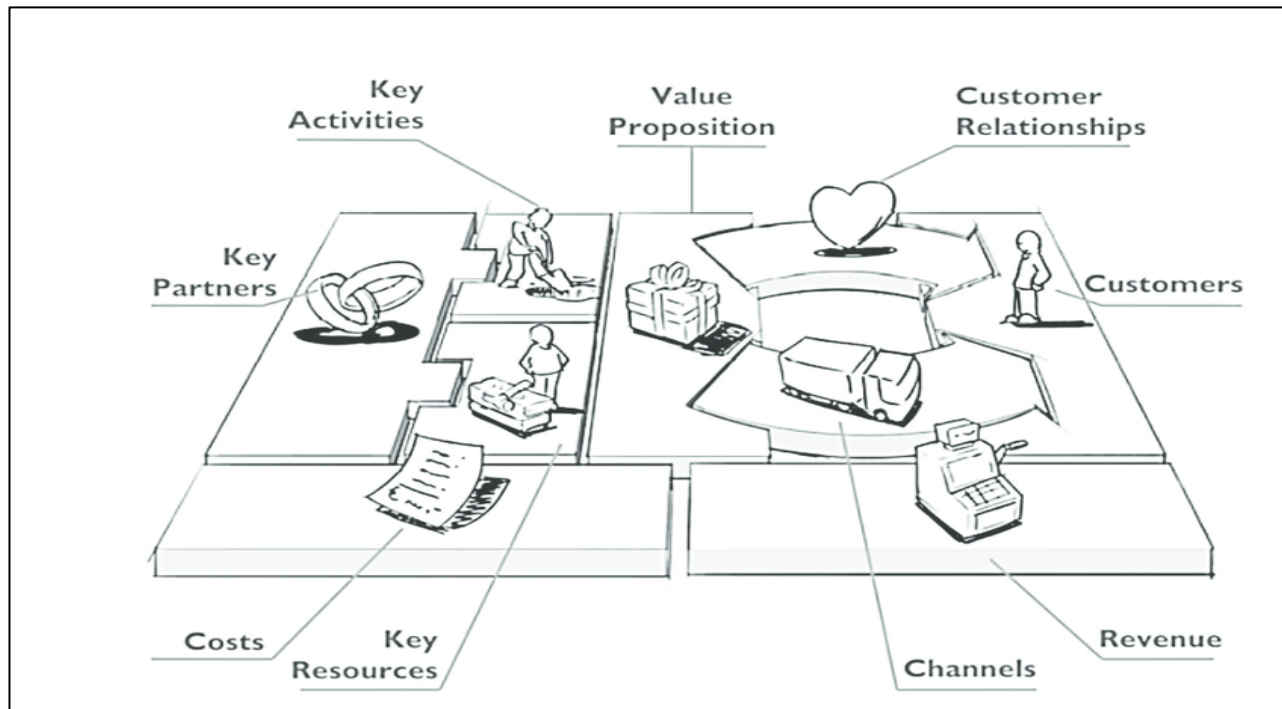 Key
Activities
Value
Proposition
Customer
Relationships
Key
Partners
Customers
Costs
Key
Resources
Channels
Revenue